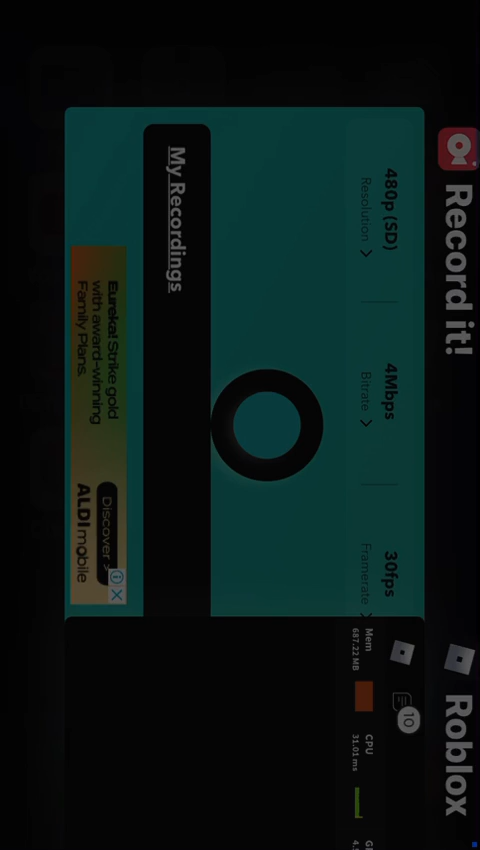 Record it!
Roblox
480p (SD)
Resolution
4Mbps
Bitrate
30fps
Framerate
My Recordings
Eureka! Strike gold
with award-winning
Family Plans.
Discover >
ALDI mobile
10
Mem
687.22 MB
CPU
31.01 ms